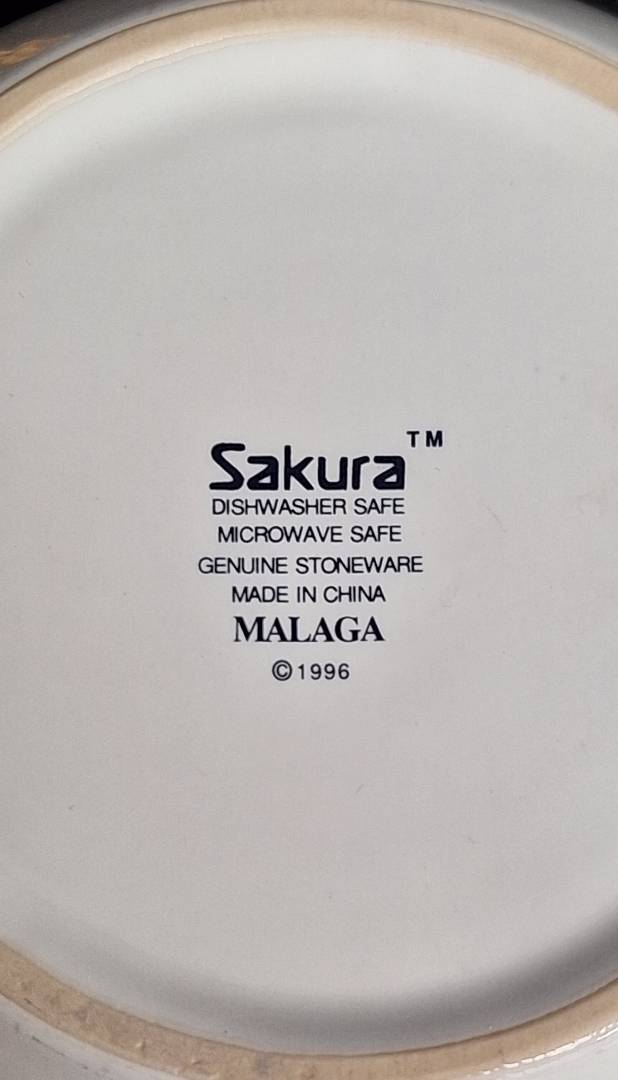 Sakura™
DISHWASHER SAFE
MICROWAVE SAFE
GENUINE STONEWARE
MADE IN CHINA
MALAGA
©1996